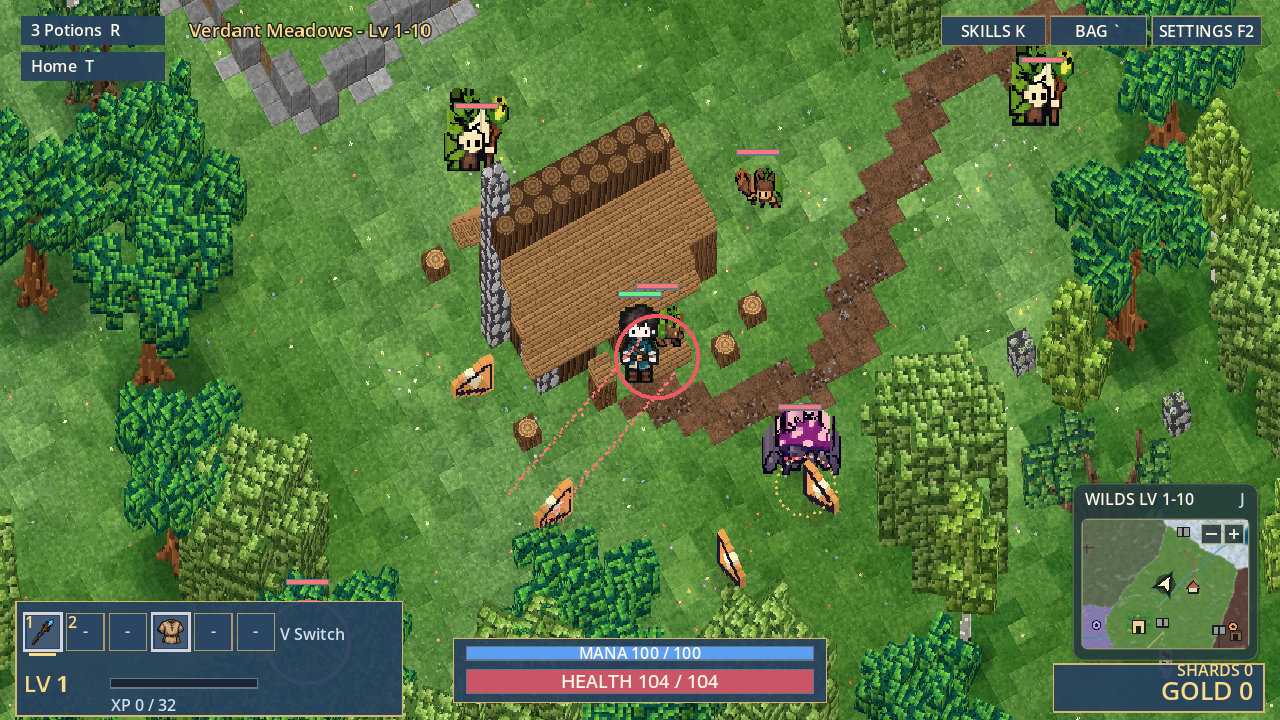 3 Potions R
Home T
Verdant Meadows - Lv 1-10
SKILLS K
BAG `
SETTINGS F2
WILDS LV 1-10 J
1
2
- - - -
V Switch
LV 1
XP 0 / 32
MANA 100 / 100
HEALTH 104 / 104
SHARDS 0
GOLD 0